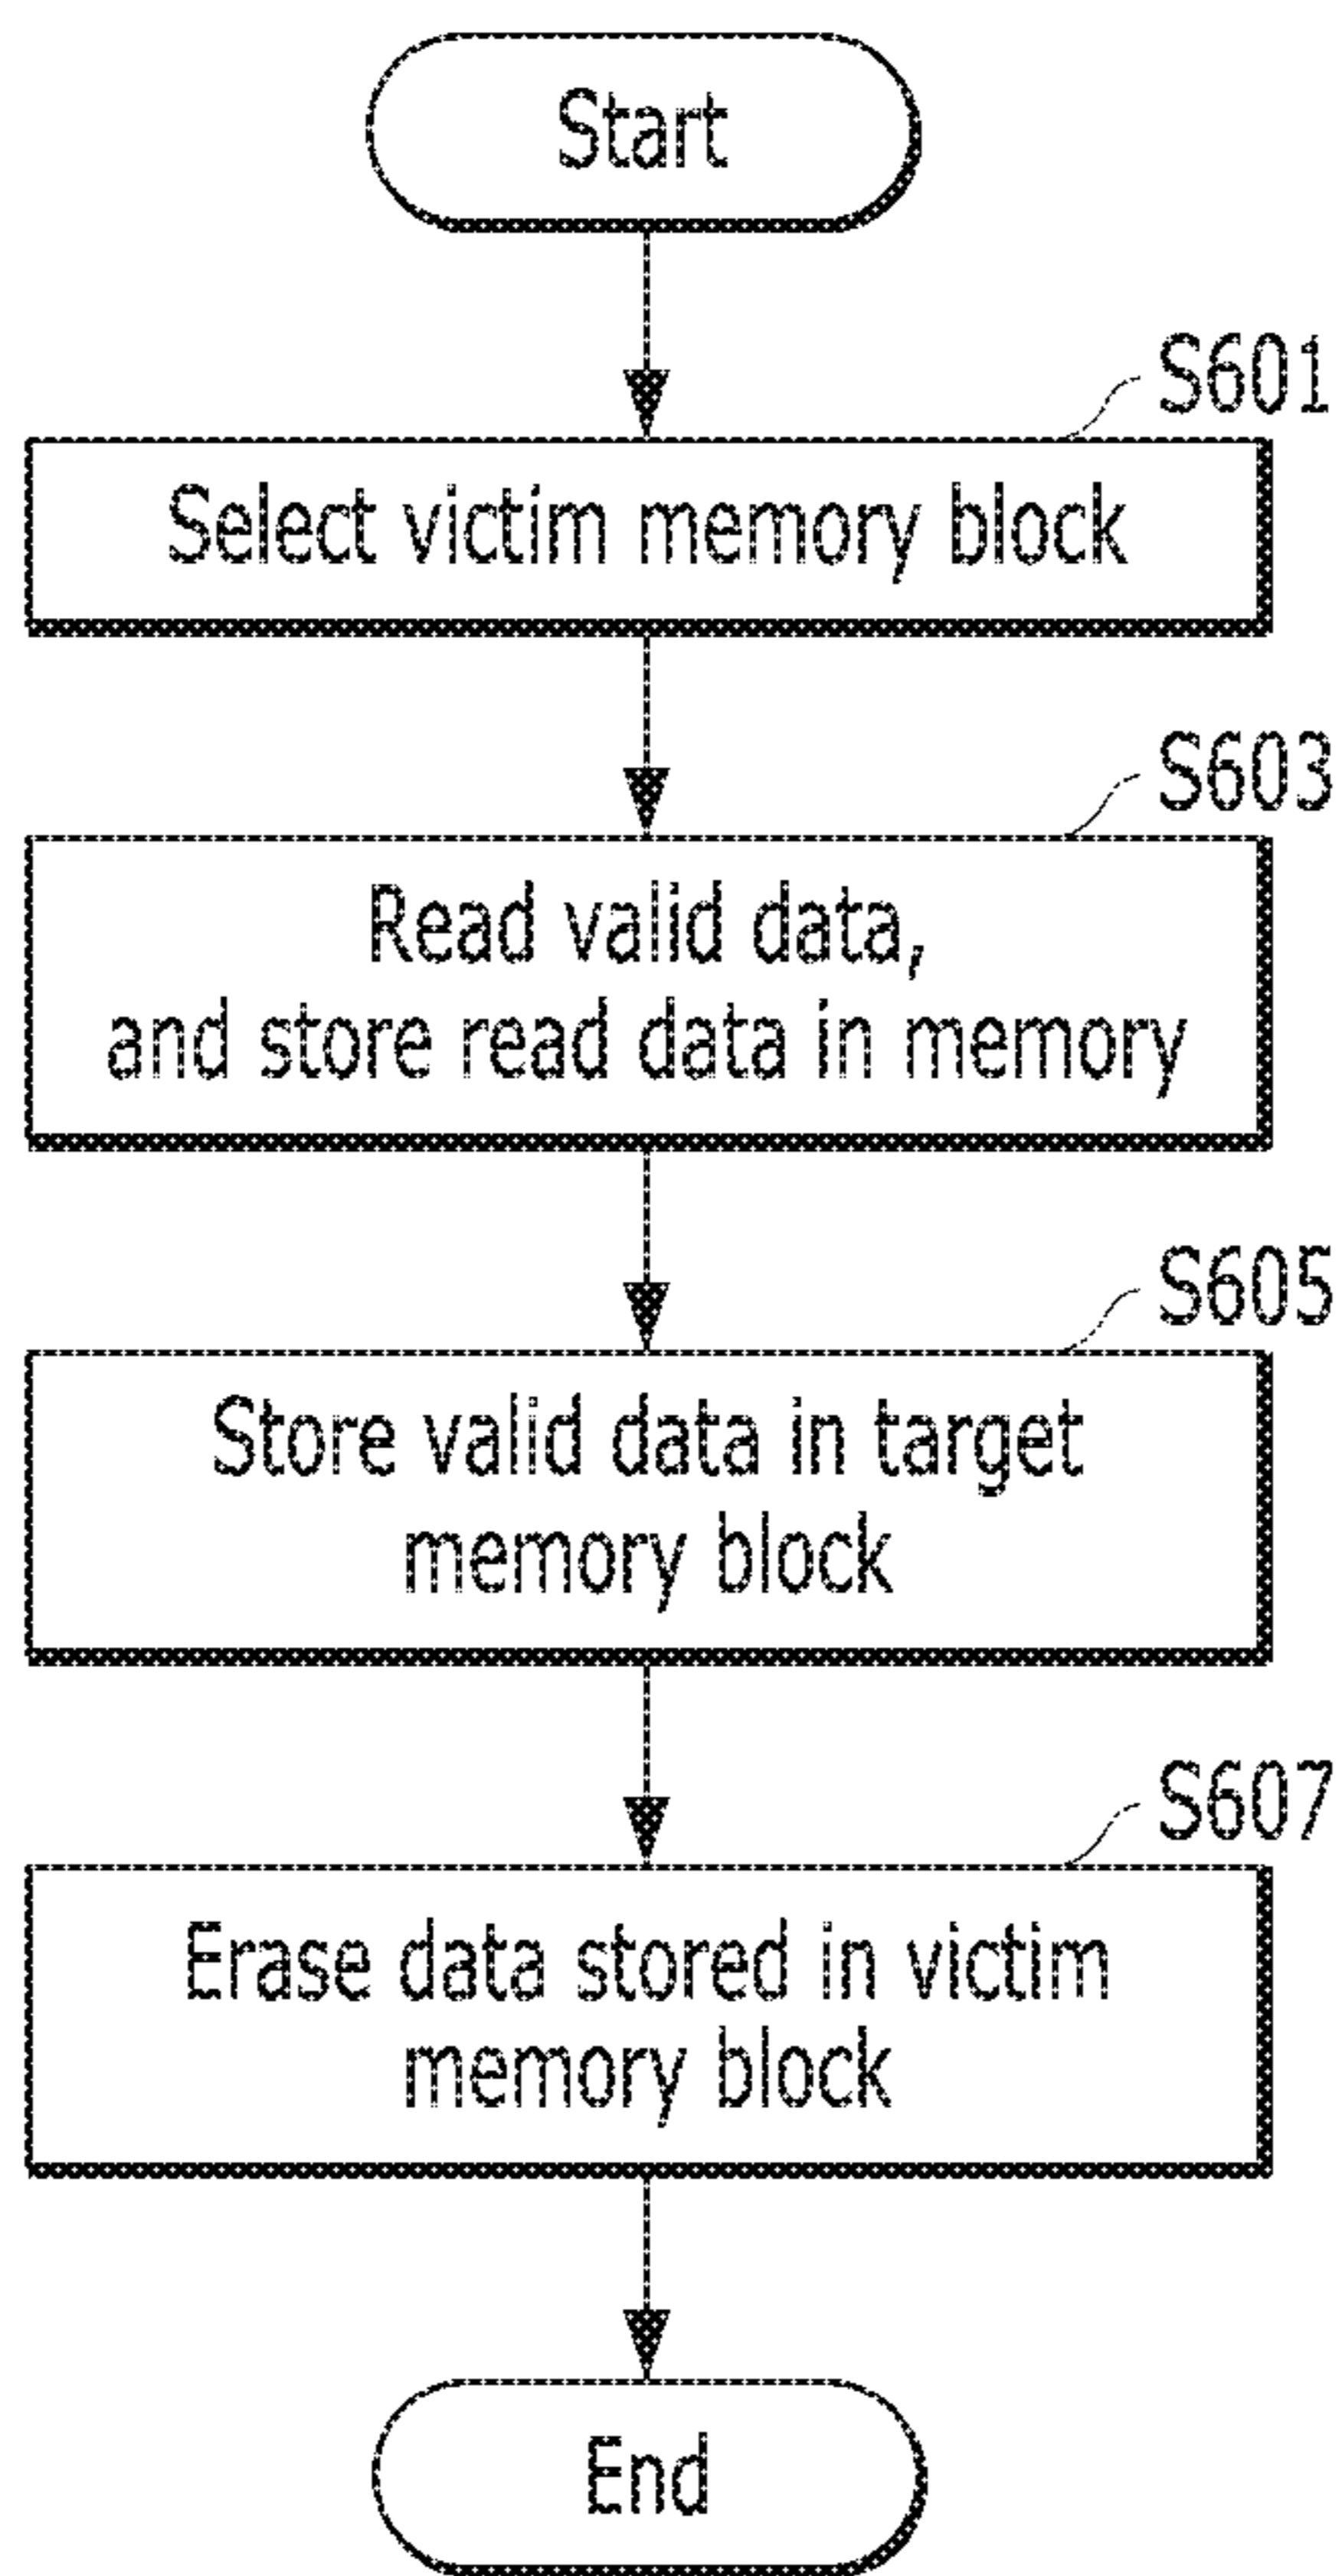 Start
S601
Select victim memory block
S603
Read valid data,
and store read data in memory
S605
Store valid data in target
memory block
S607
Erase data stored in victim
memory block
End